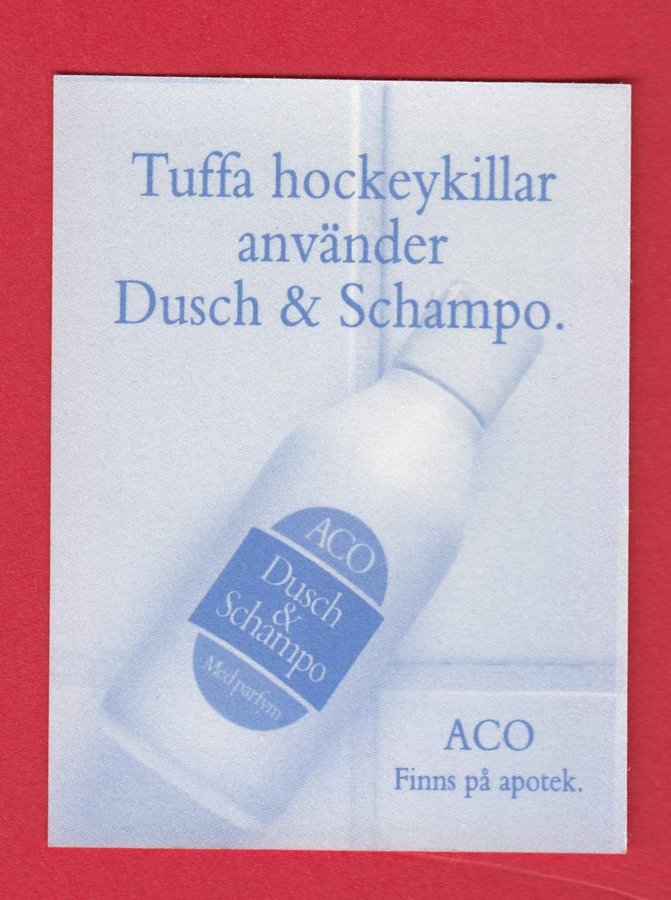 Tuffa hockeykillar
använder
Dusch & Schampo.
ACO
Dusch
&
Schampo
Med parfym
ACO
Finns på apotek.